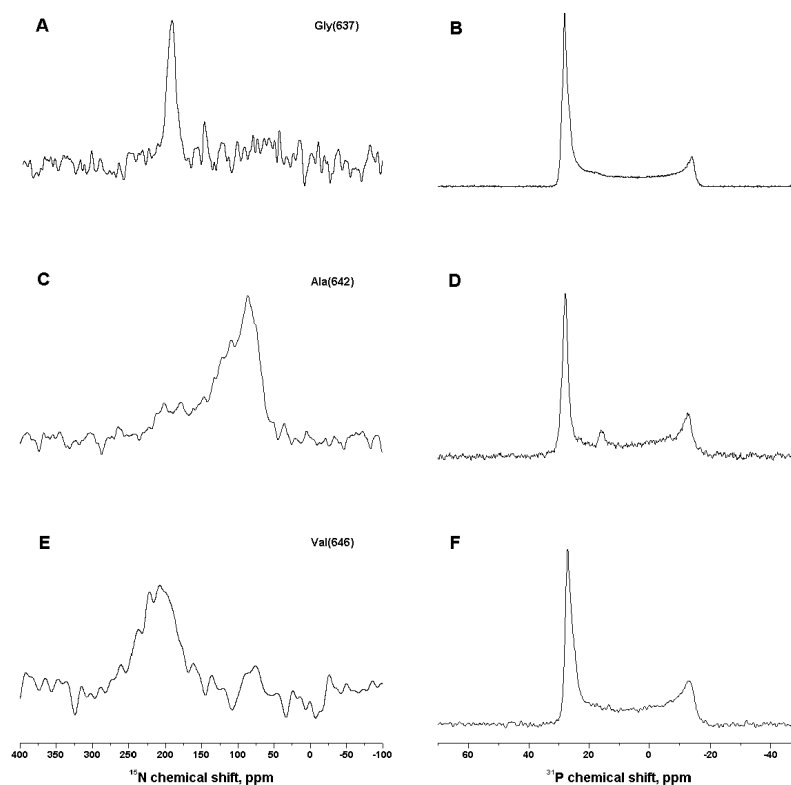 A
Gly(637)
B
C
Ala(642)
D
E
Val(646)
F
400 350 300 250 200 150 100 50 0 -50 -100
60 40 20 0 -20 -40
¹⁵N chemical shift, ppm
³¹P chemical shift, ppm